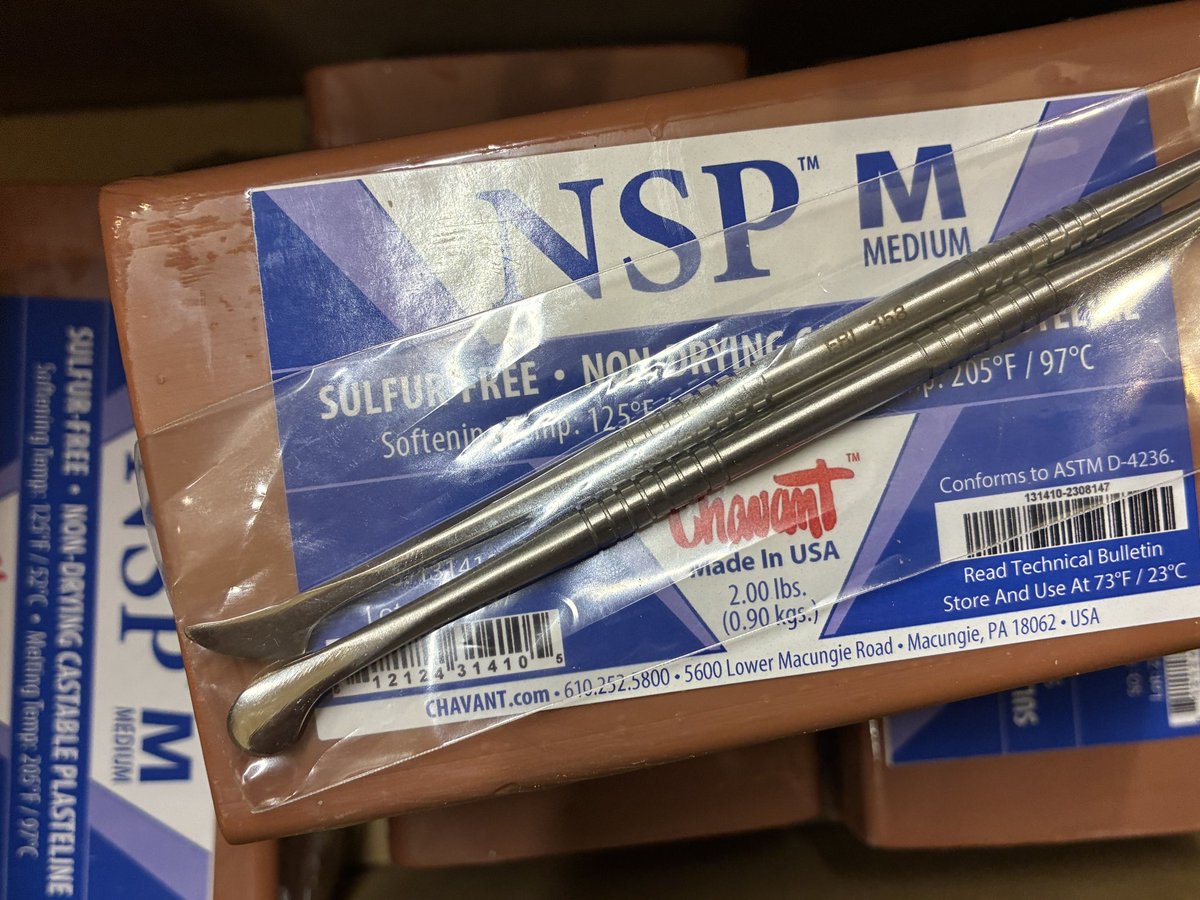 NSP™ M
MEDIUM
SULFUR-FREE • NON-DRYING
Softening Temp: 125°F
205°F / 97°C
358
Chavant™
Made In USA
2.00 lbs.
(0.90 kgs.)
Conforms to ASTM D-4236.
131410-2308147
Read Technical Bulletin
Store And Use At 73°F / 23°C
12124 31410 5
CHAVANT.com • 610.252.5800 • 5600 Lower Macungie Road • Macungie, PA 18062 • USA
NSP M
MEDIUM
SULFUR-FREE • NON-DRYING CASTABLE PLASTELINE
Softening Temp: 125°F / 52°C • Melting Temp: 205°F / 97°C